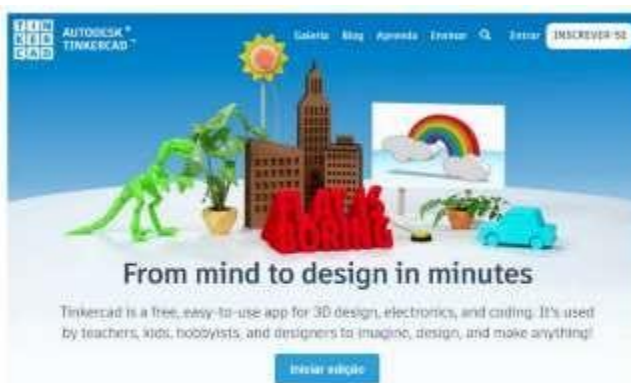 TIN
KER
CAD
AUTODESK®
TINKERCAD™
Galeria Blog Aprenda Ensinar Entrar INSCREVER-SE
From mind to design in minutes
Tinkercad is a free, easy-to-use app for 3D design, electronics, and coding. It's used
by teachers, kids, hobbyists, and designers to imagine, design, and make anything!
Iniciar edição